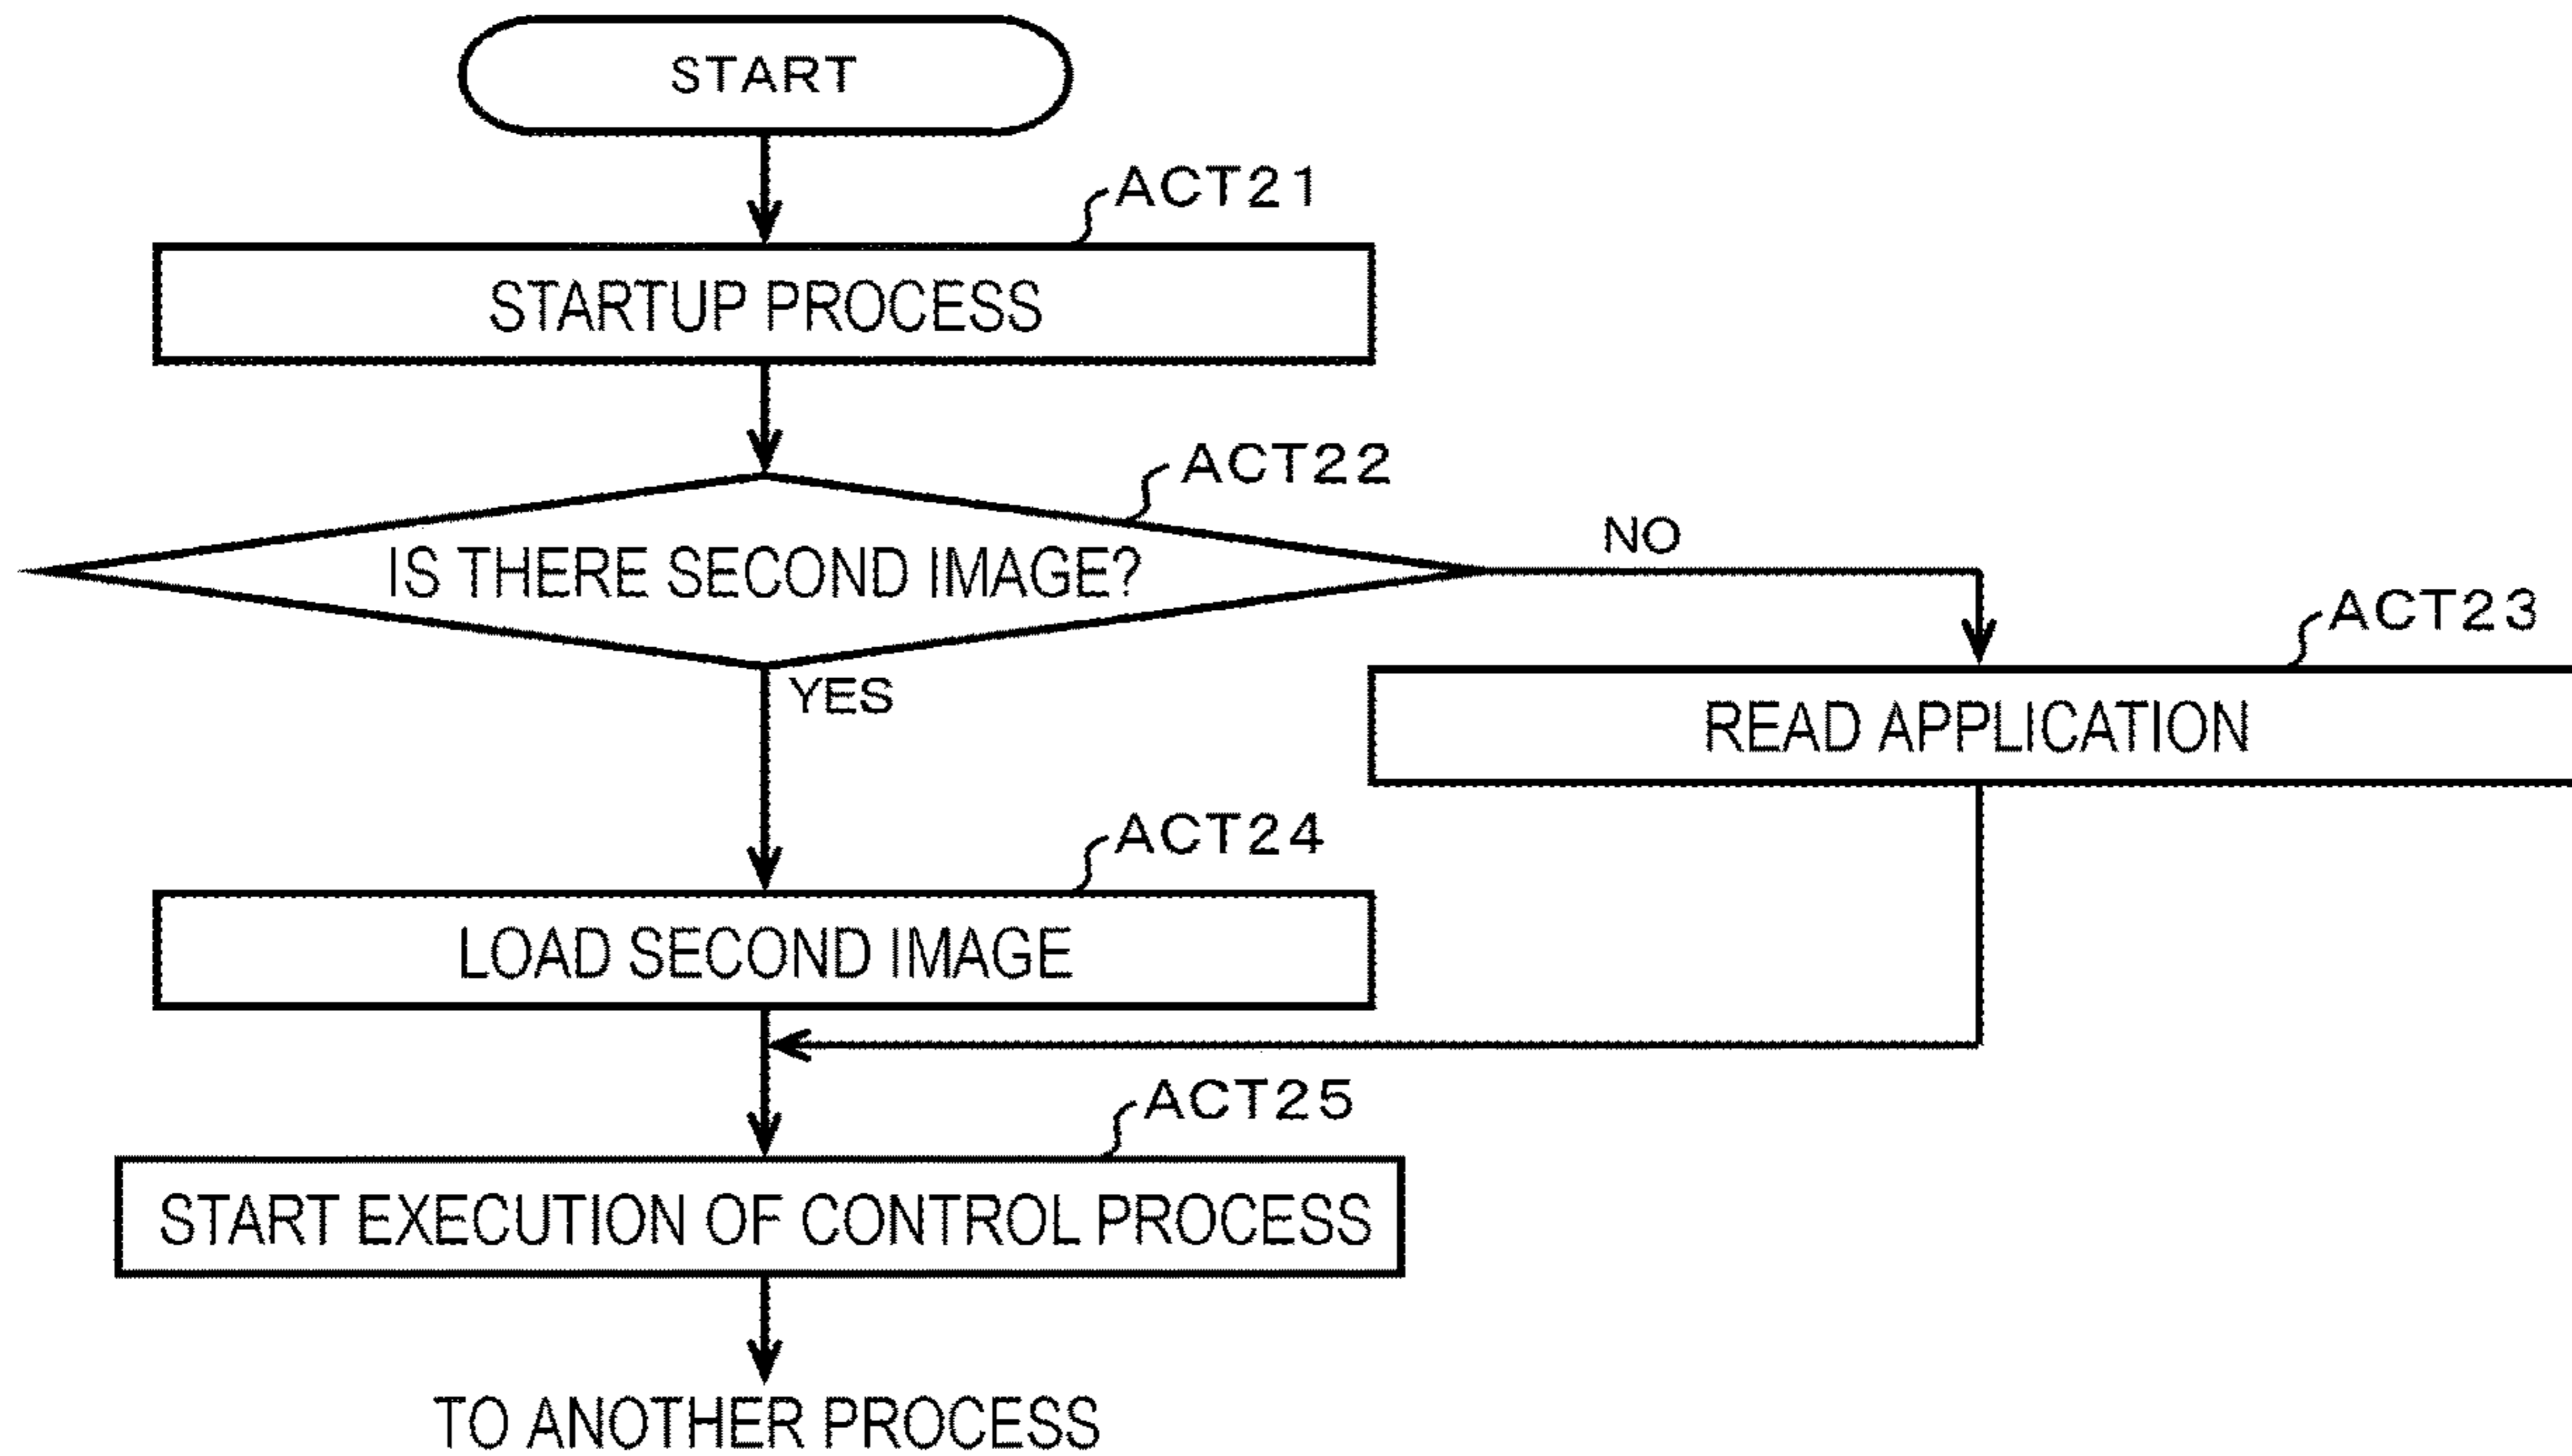 START
ACT21
STARTUP PROCESS
ACT22
IS THERE SECOND IMAGE?
NO
YES
ACT23
READ APPLICATION
ACT24
LOAD SECOND IMAGE
ACT25
START EXECUTION OF CONTROL PROCESS
TO ANOTHER PROCESS